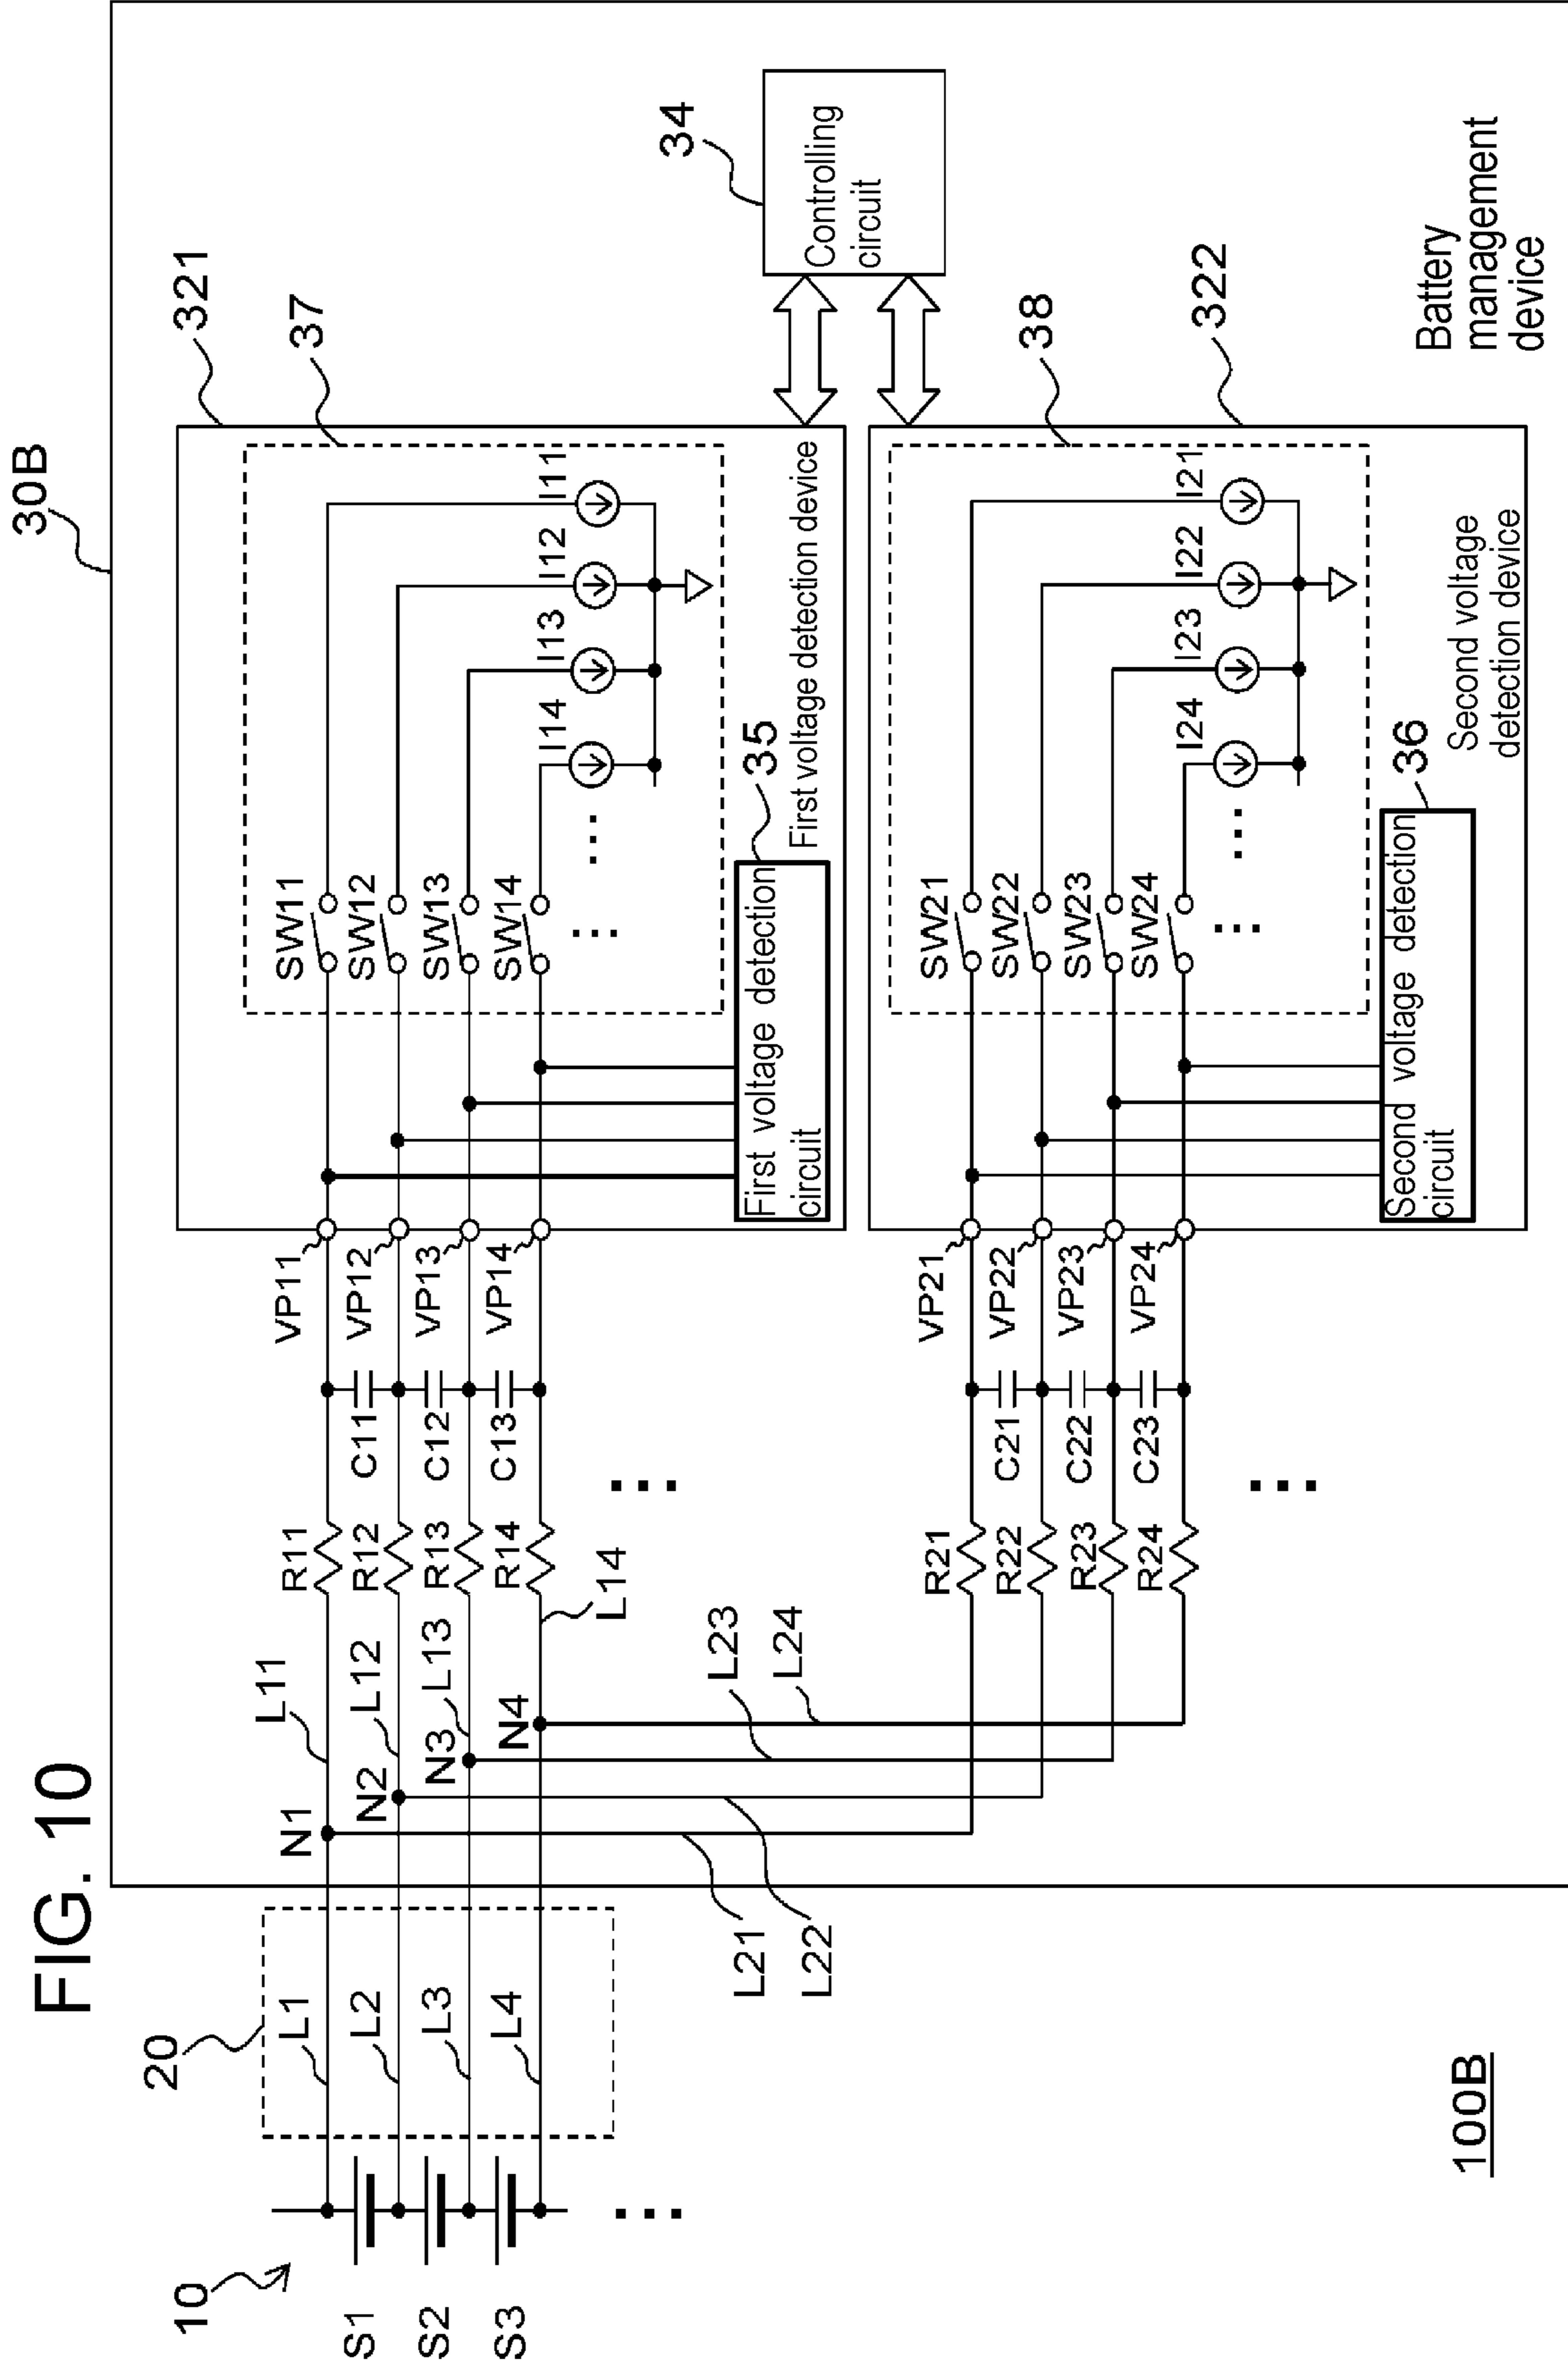 FIG. 10
30B
321
37
34
Controlling
circuit
38
322
Battery
management
device
First voltage detection device
35
First voltage detection
circuit
Second voltage
detection device
36
Second voltage detection
circuit
I11
I12
I13
I14
...
SW11
SW12
SW13
SW14
...
I21
I22
I23
I24
...
SW21
SW22
SW23
SW24
...
VP11
VP12
VP13
VP14
VP21
VP22
VP23
VP24
C11
C12
C13
...
C21
C22
C23
...
R11
R12
R13
R14
R21
R22
R23
R24
L11
L12
L13
L14
L23
L24
N1
N2
N3
N4
L21
L22
20
L1
L2
L3
L4
10
S1
S2
S3
...
100B